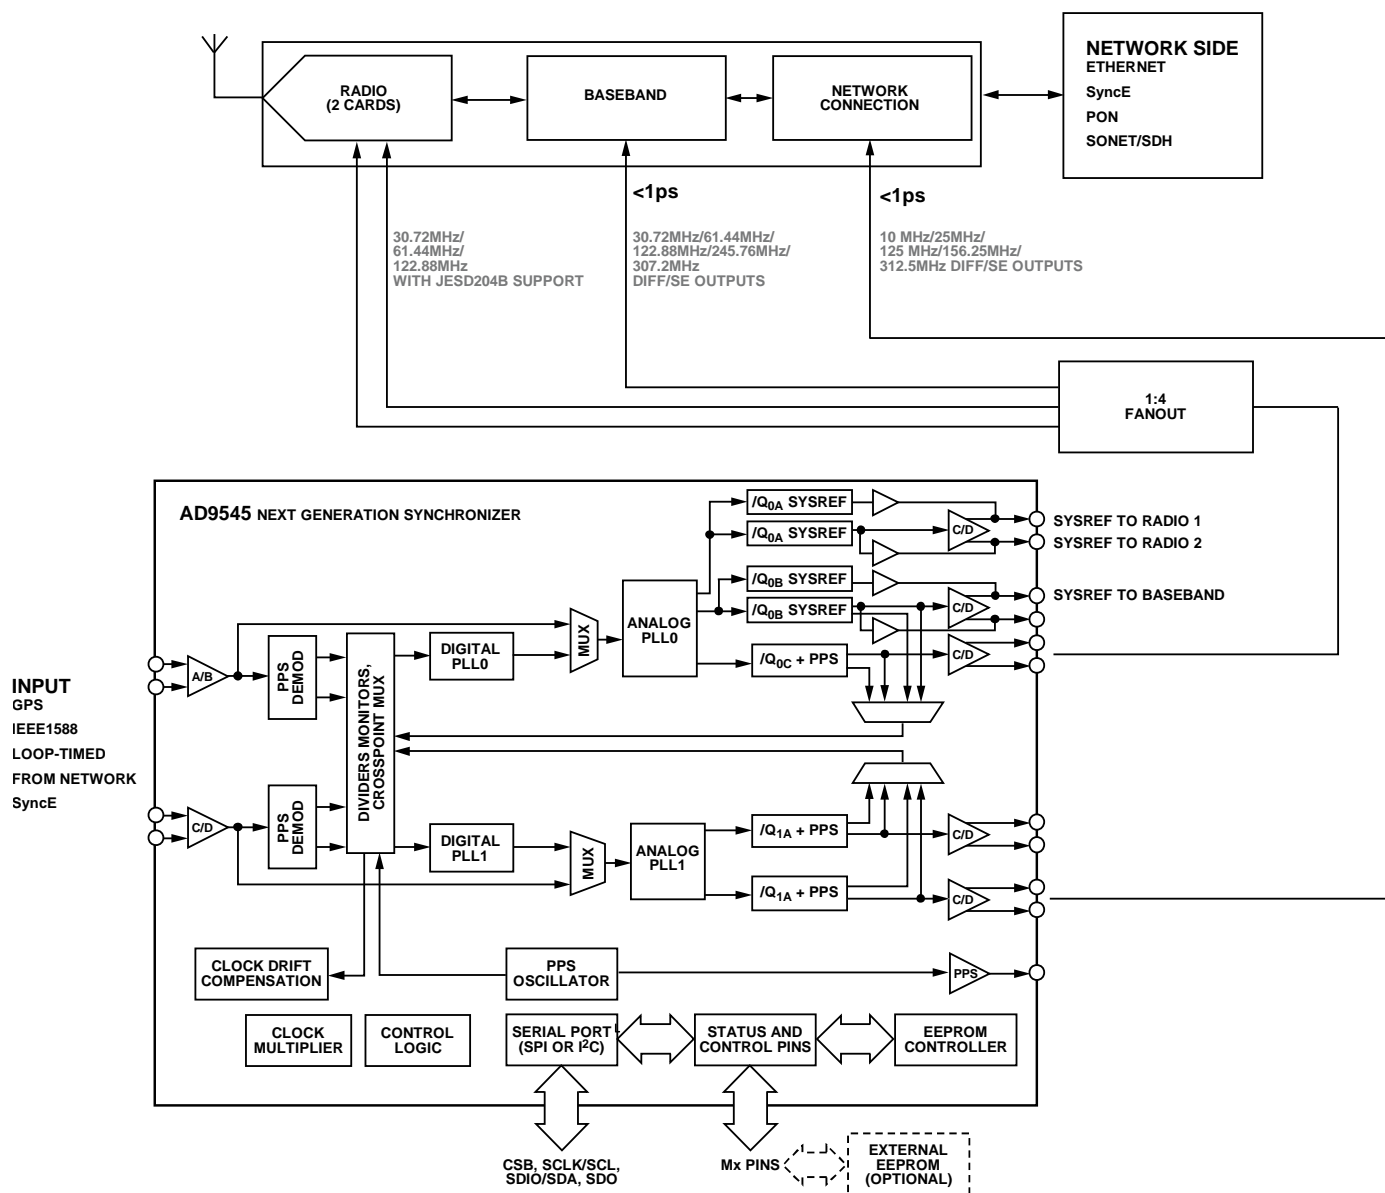 RADIO
(2 CARDS)
BASEBAND
NETWORK
CONNECTION
NETWORK SIDE
ETHERNET
SyncE
PON
SONET/SDH
<1ps
<1ps
30.72MHz/
61.44MHz/
122.88MHz
WITH JESD204B SUPPORT
30.72MHz/61.44MHz/
122.88MHz/245.76MHz/
307.2MHz
DIFF/SE OUTPUTS
10 MHz/25MHz/
125 MHz/156.25MHz/
312.5MHz DIFF/SE OUTPUTS
1:4
FANOUT
AD9545 NEXT GENERATION SYNCHRONIZER
/Q0A SYSREF
/Q0A SYSREF
C/D
SYSREF TO RADIO 1
SYSREF TO RADIO 2
/Q0B SYSREF
/Q0B SYSREF
C/D
SYSREF TO BASEBAND
INPUT
GPS
IEEE1588
LOOP-TIMED
FROM NETWORK
SyncE
A/B
PPS
DEMOD
DIVIDERS MONITORS,
CROSSPOINT MUX
DIGITAL
PLL0
MUX
ANALOG
PLL0
/Q0C + PPS
C/D
C/D
PPS
DEMOD
DIGITAL
PLL1
MUX
ANALOG
PLL1
/Q1A + PPS
C/D
/Q1A + PPS
C/D
CLOCK DRIFT
COMPENSATION
PPS
OSCILLATOR
PPS
CLOCK
MULTIPLIER
CONTROL
LOGIC
SERIAL PORT
(SPI OR I2C)
STATUS AND
CONTROL PINS
EEPROM
CONTROLLER
CSB, SCLK/SCL,
SDIO/SDA, SDO
Mx PINS
EXTERNAL
EEPROM
(OPTIONAL)